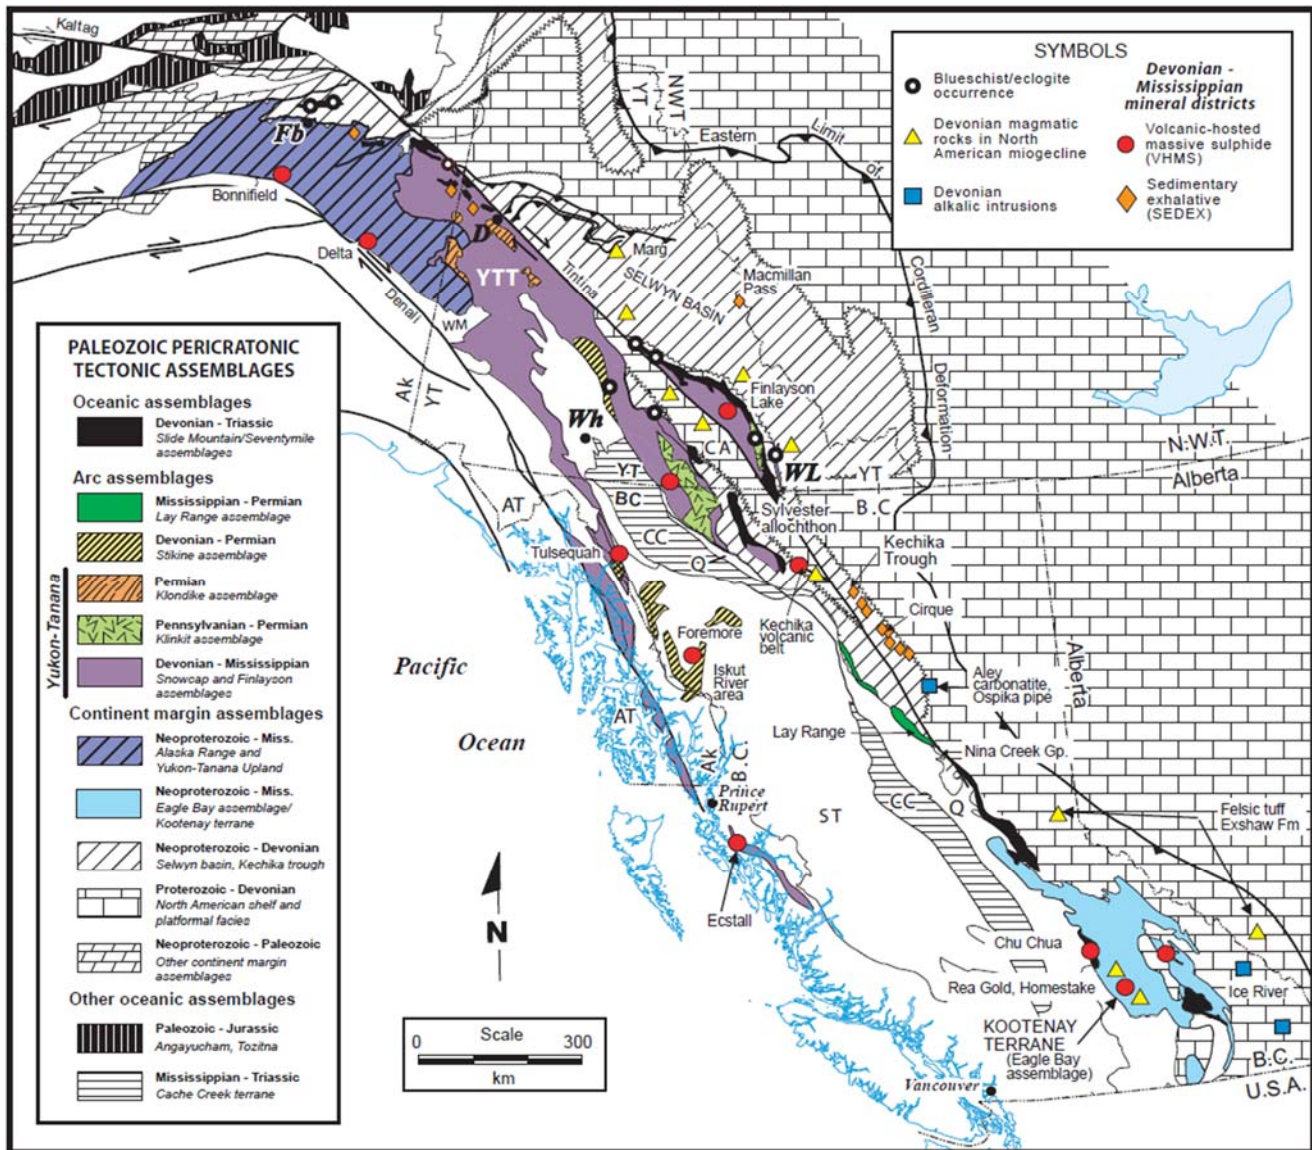 Kaltag
Fb
Bonnifield
Delta
Denali
WM
Ak
YT
D
YTT
Tintina
Marg
SELWYN BASIN
Macmillan
Pass
YT
NWT
Eastern
Limit
of
Cordilleran
Deformation
Finlayson
Lake
CA
WL
Wh
YT
BC
YT
B.C
N.W.T.
Alberta
AT
CC
Q
Tulsequah
Sylvester
allochthon
Kechika
Trough
Cirque
Kechika
volcanic
belt
Foremore
Iskut
River
area
Aley
carbonatite,
Ospika pipe
Alberta
Lay Range
Nina Creek Gp.
Pacific
Ocean
AT
Ak
B.C.
Prince
Rupert
ST
CC
Q
Felsic tuff
Exshaw Fm
Ecstall
N
Chu Chua
Rea Gold, Homestake
Ice River
KOOTENAY
TERRANE
(Eagle Bay
assemblage)
Vancouver
B.C.
U.S.A.
Scale
0 300
km
SYMBOLS
Blueschist/eclogite
occurrence
Devonian magmatic
rocks in North
American miogecline
Devonian
alkalic intrusions
Devonian -
Mississippian
mineral districts
Volcanic-hosted
massive sulphide
(VHMS)
Sedimentary
exhalative
(SEDEX)
PALEOZOIC PERICRATONIC
TECTONIC ASSEMBLAGES
Oceanic assemblages
Devonian - Triassic
Slide Mountain/Seventymile
assemblages
Arc assemblages
Mississippian - Permian
Lay Range assemblage
Devonian - Permian
Stikine assemblage
Yukon-Tanana
Permian
Klondike assemblage
Pennsylvanian - Permian
Klinkit assemblage
Devonian - Mississippian
Snowcap and Finlayson
assemblages
Continent margin assemblages
Neoproterozoic - Miss.
Alaska Range and
Yukon-Tanana Upland
Neoproterozoic - Miss.
Eagle Bay assemblage/
Kootenay terrane
Neoproterozoic - Devonian
Selwyn basin, Kechika trough
Proterozoic - Devonian
North American shelf and
platformal facies
Neoproterozoic - Paleozoic
Other continent margin
assemblages
Other oceanic assemblages
Paleozoic - Jurassic
Angayucham, Tozitna
Mississippian - Triassic
Cache Creek terrane